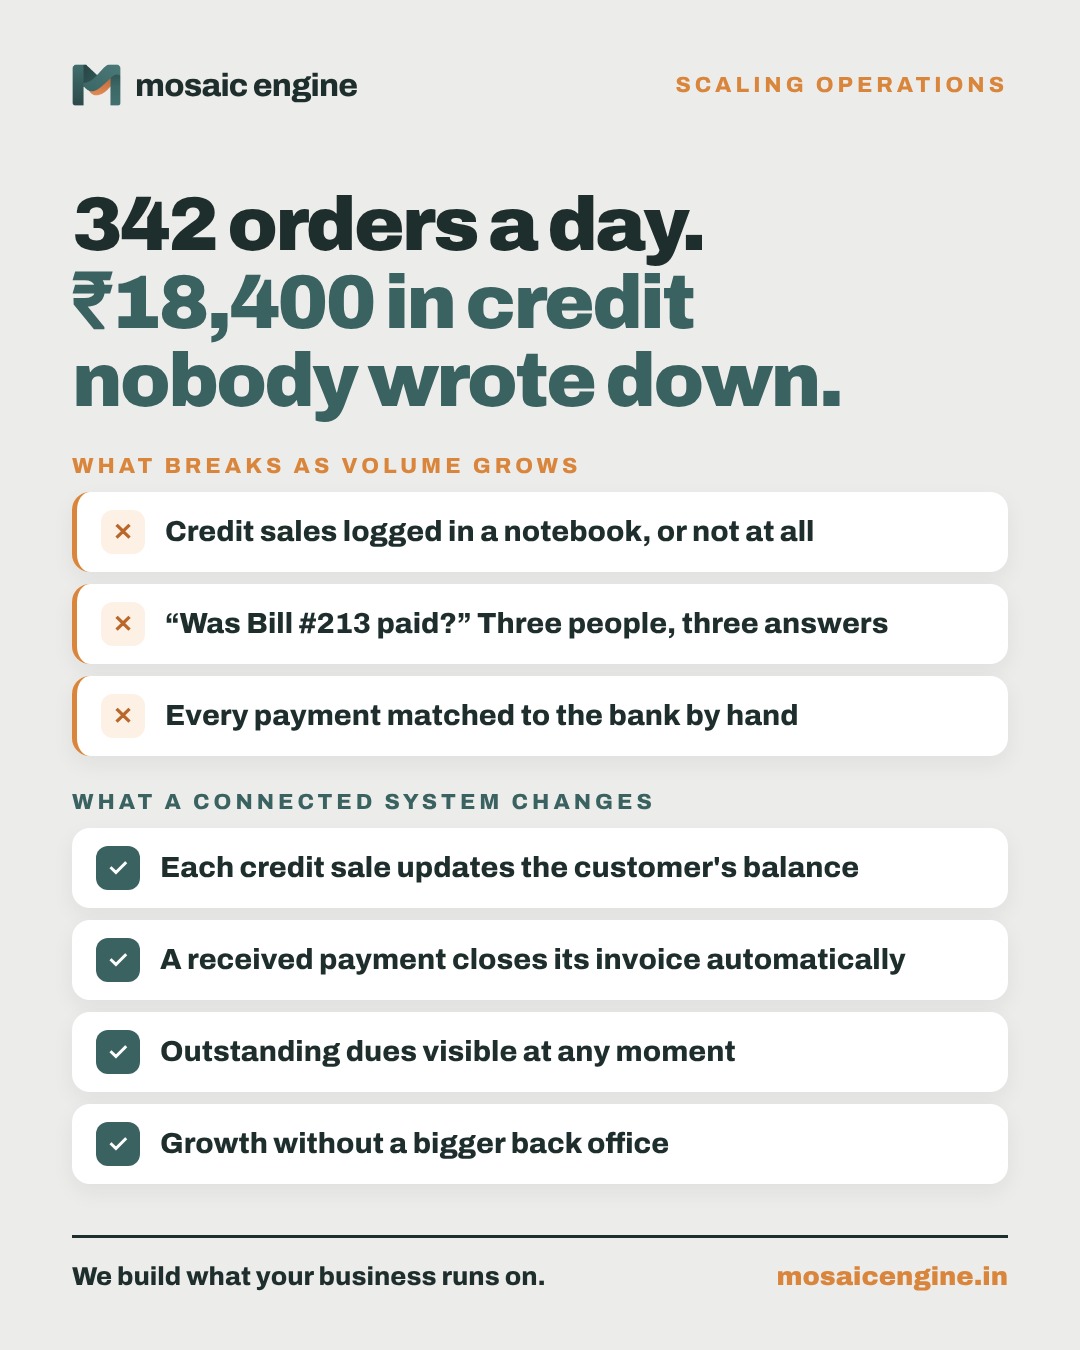 mosaic engine
SCALING OPERATIONS
342 orders a day.
₹18,400 in credit
nobody wrote down.
WHAT BREAKS AS VOLUME GROWS
Credit sales logged in a notebook, or not at all
“Was Bill #213 paid?” Three people, three answers
Every payment matched to the bank by hand
WHAT A CONNECTED SYSTEM CHANGES
Each credit sale updates the customer's balance
A received payment closes its invoice automatically
Outstanding dues visible at any moment
Growth without a bigger back office
We build what your business runs on.
mosaicengine.in